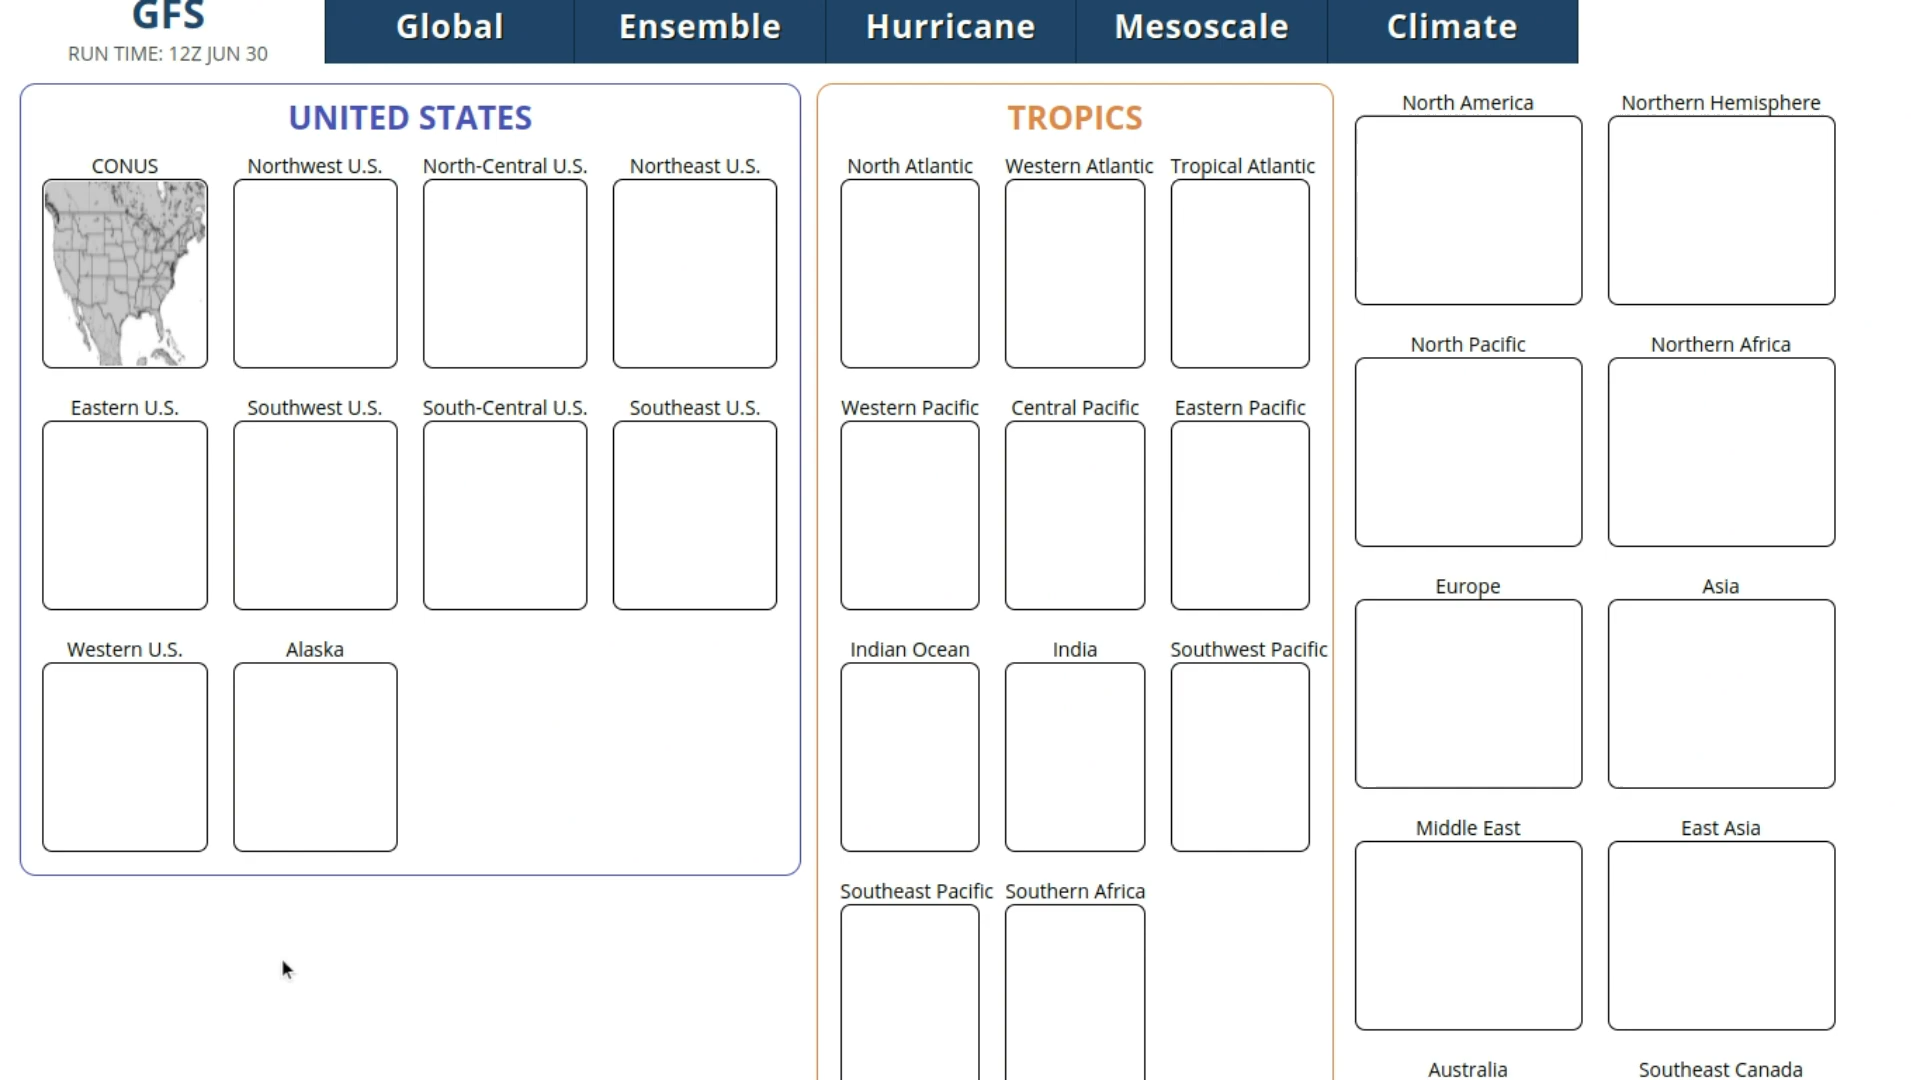 GFS
RUN TIME: 12Z JUN 30
Global
Ensemble
Hurricane
Mesoscale
Climate
UNITED STATES
CONUS
Northwest U.S.
North-Central U.S.
Northeast U.S.
Eastern U.S.
Southwest U.S.
South-Central U.S.
Southeast U.S.
Western U.S.
Alaska
TROPICS
North Atlantic
Western Atlantic
Tropical Atlantic
Western Pacific
Central Pacific
Eastern Pacific
Indian Ocean
India
Southwest Pacific
Southeast Pacific
Southern Africa
North America
Northern Hemisphere
North Pacific
Northern Africa
Europe
Asia
Middle East
East Asia
Australia
Southeast Canada